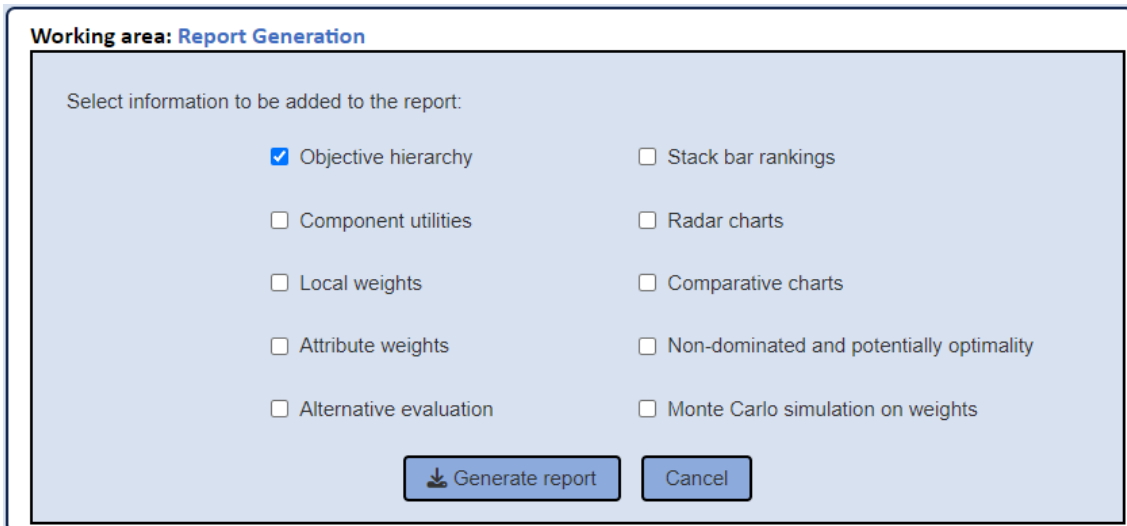 Working area: Report Generation
Select information to be added to the report:
Objective hierarchy
Stack bar rankings
Component utilities
Radar charts
Local weights
Comparative charts
Attribute weights
Non-dominated and potentially optimality
Alternative evaluation
Monte Carlo simulation on weights
Generate report
Cancel